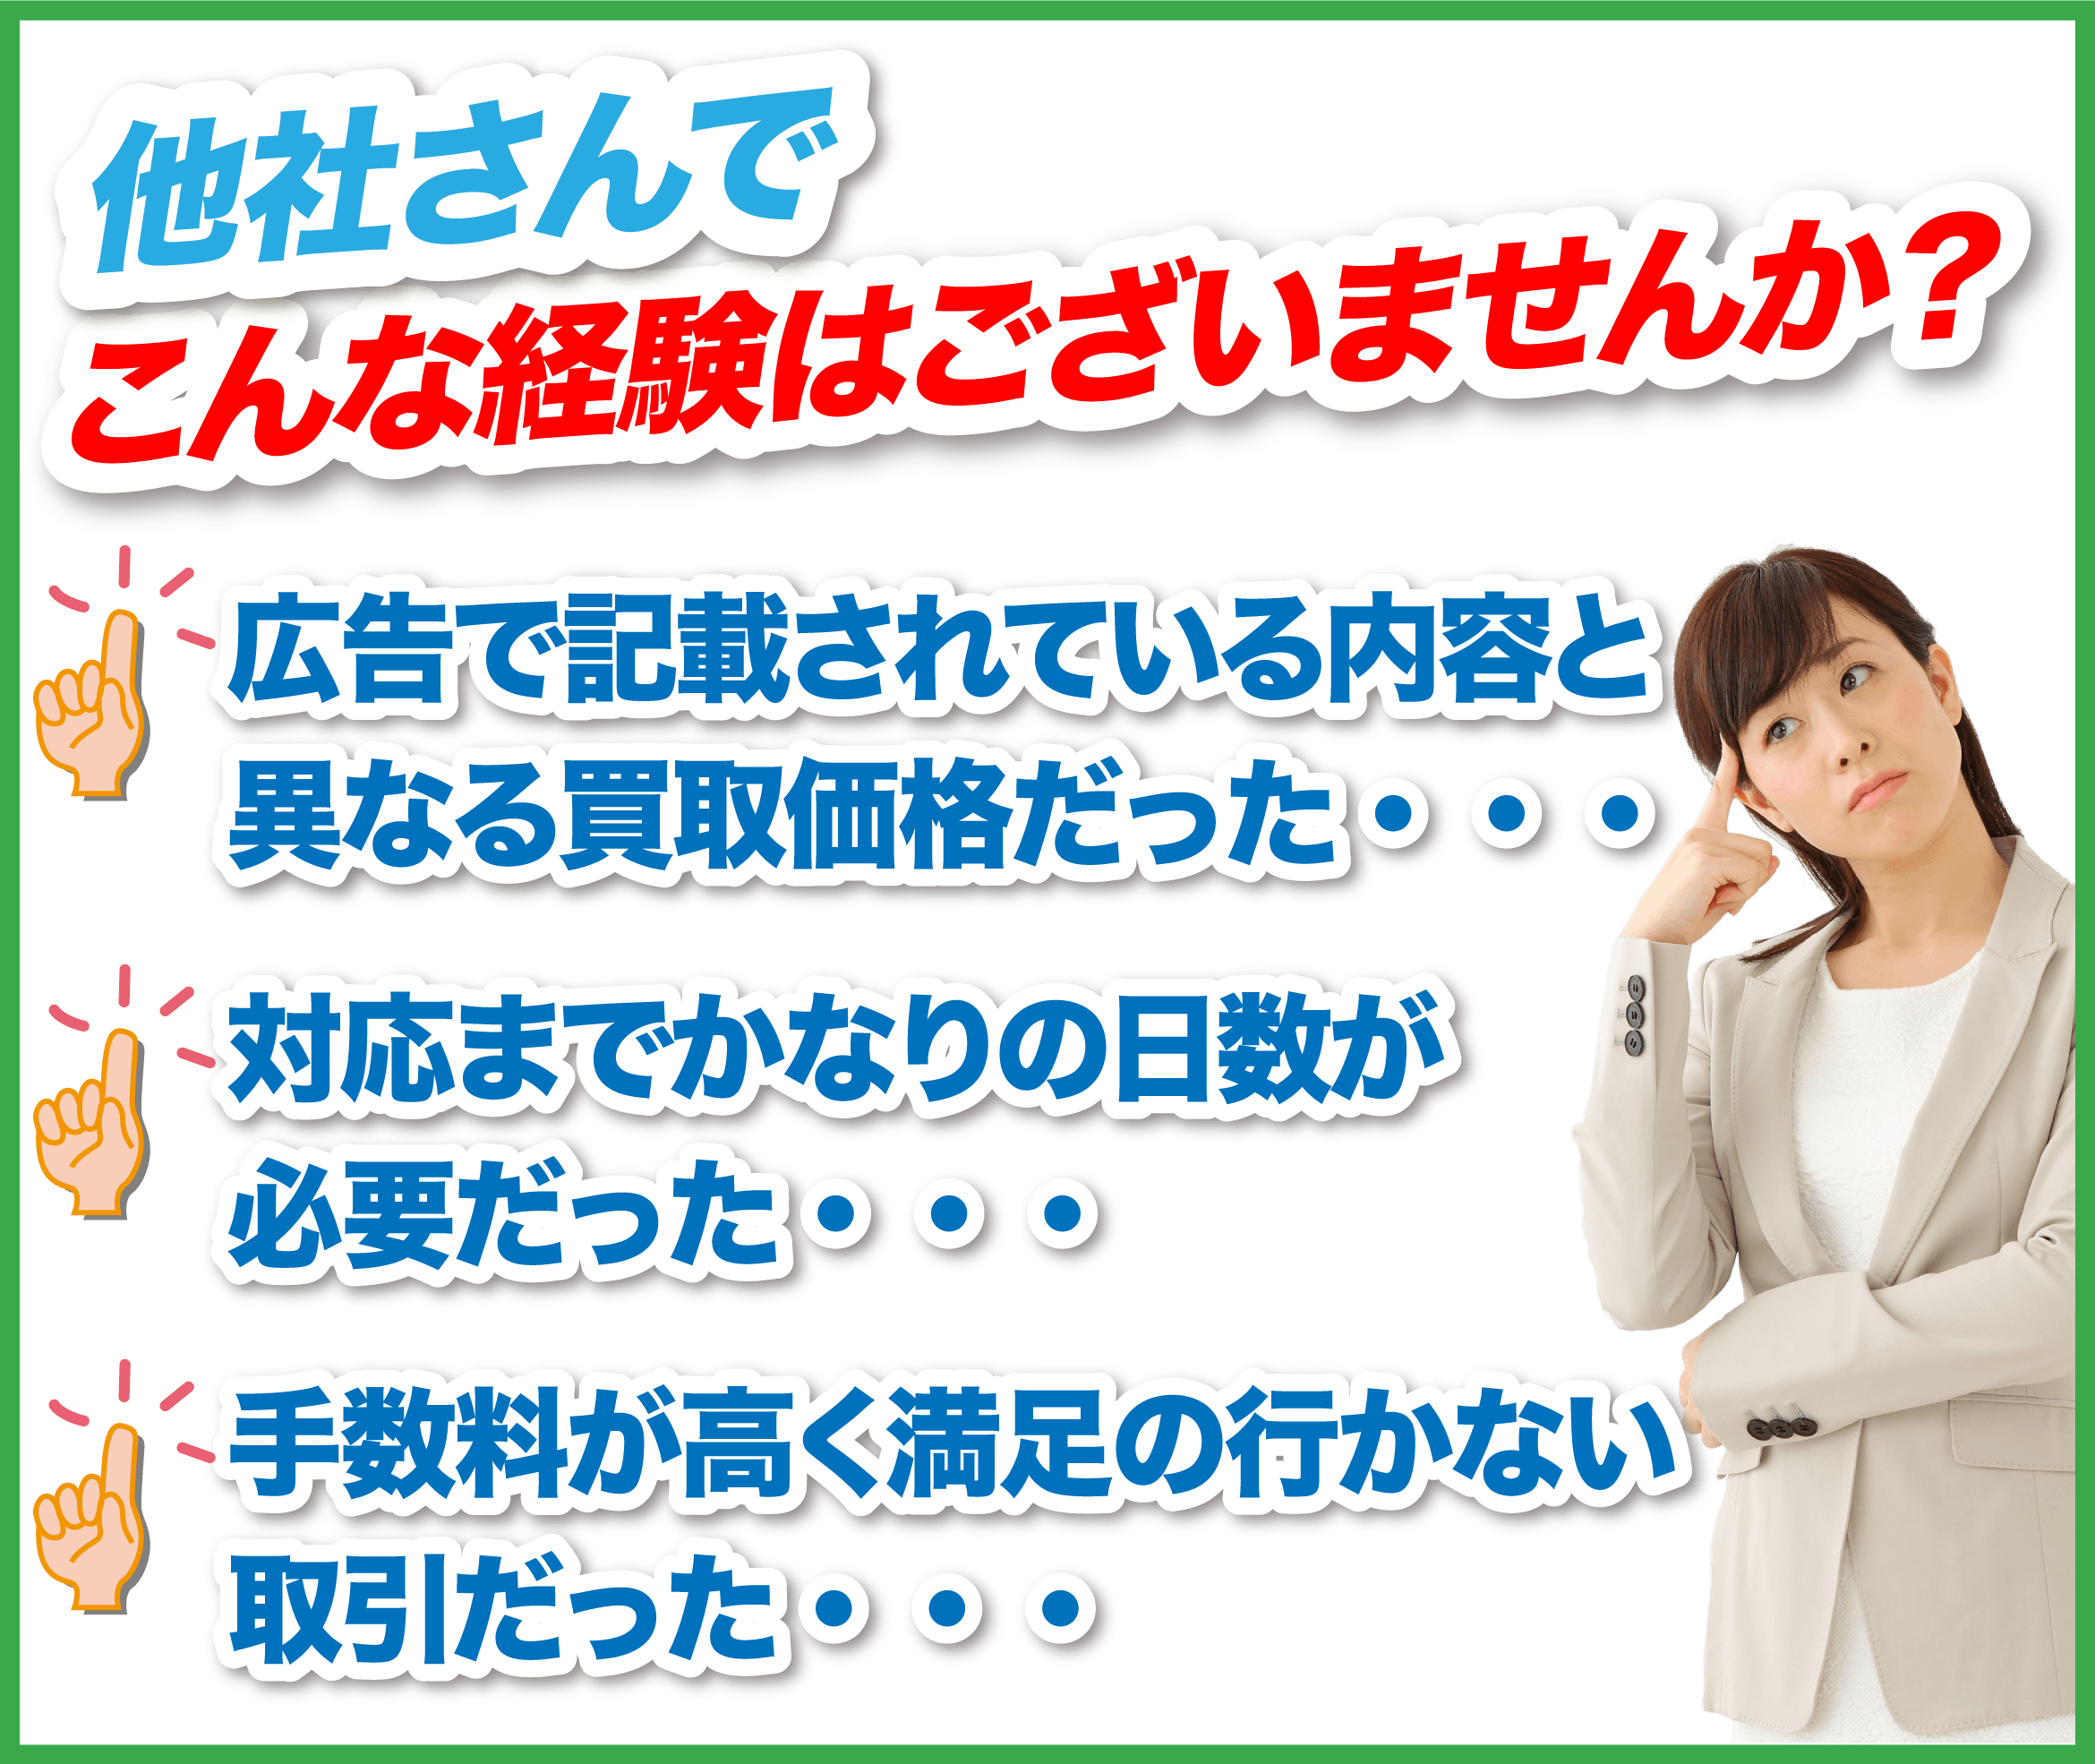 他社さんで
こんな経験はございませんか？
広告で記載されている内容と
異なる買取価格だった・・・
対応までかなりの日数が
必要だった・・・
手数料が高く満足の行かない
取引だった・・・